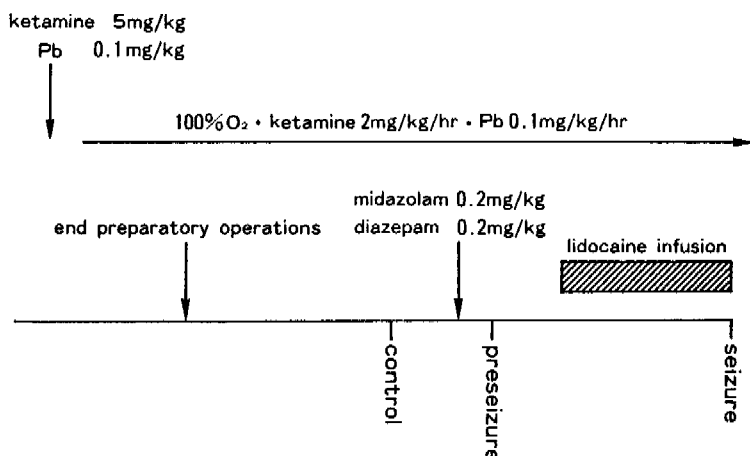 ketamine 5mg/kg
Pb 0.1mg/kg
100%O₂・ketamine 2mg/kg/hr・Pb 0.1mg/kg/hr
midazolam 0.2mg/kg
end preparatory operations
diazepam 0.2mg/kg
lidocaine infusion
control
preseizure
seizure